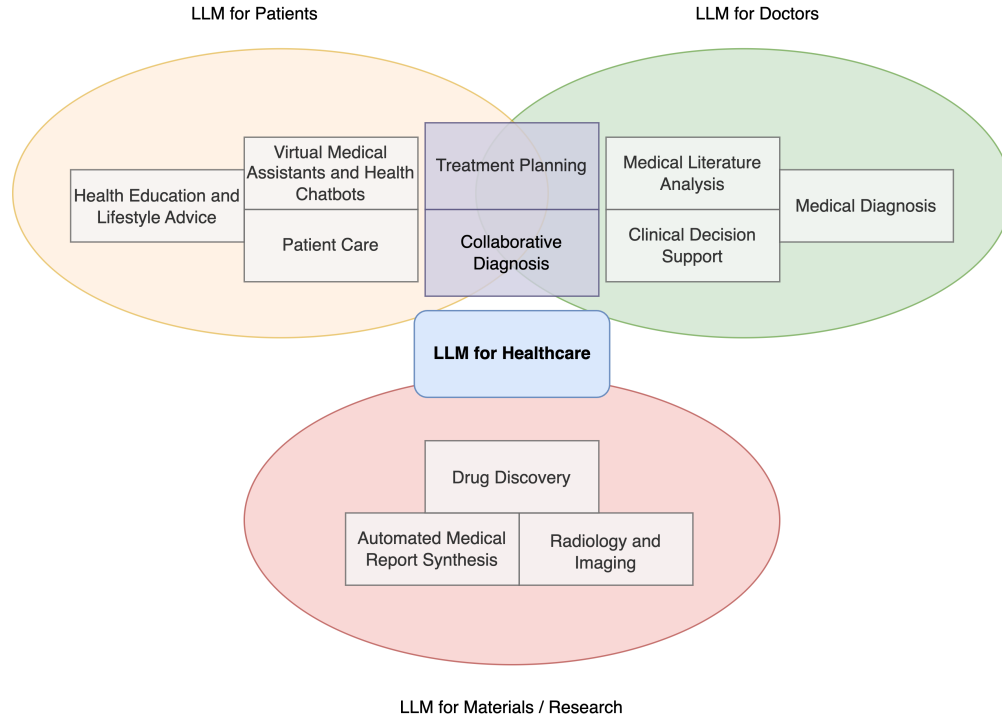 LLM for Patients
LLM for Doctors
Health Education and
Lifestyle Advice
Virtual Medical
Assistants and Health
Chatbots
Patient Care
Treatment Planning
Collaborative
Diagnosis
Medical Literature
Analysis
Clinical Decision
Support
Medical Diagnosis
LLM for Healthcare
Drug Discovery
Automated Medical
Report Synthesis
Radiology and
Imaging
LLM for Materials / Research